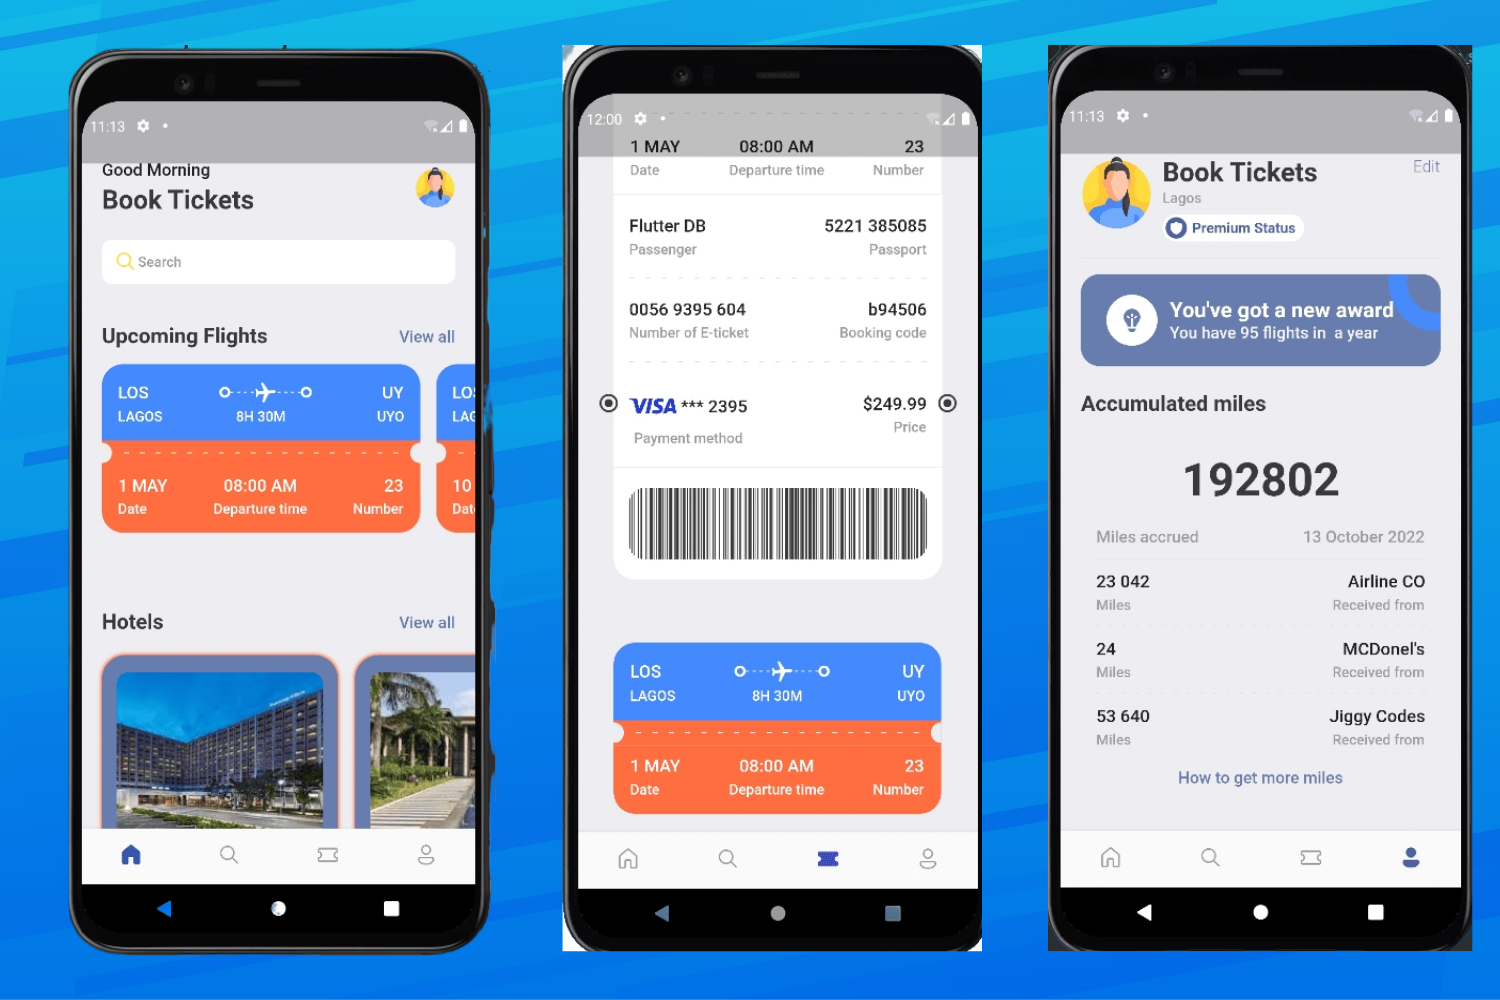 11:13
Good Morning
Book Tickets
Search
Upcoming Flights View all
LOS UY LO
LAGOS 8H 30M UYO LAG
1 MAY 08:00 AM 23 10
Date Departure time Number Dat
Hotels View all
12:00
1 MAY 08:00 AM 23
Date Departure time Number
Flutter DB 5221 385085
Passenger Passport
0056 9395 604 b94506
Number of E-ticket Booking code
VISA *** 2395 $249.99
Payment method Price
LOS UY
LAGOS 8H 30M UYO
1 MAY 08:00 AM 23
Date Departure time Number
11:13
Book Tickets Edit
Lagos
Premium Status
You've got a new award
You have 95 flights in a year
Accumulated miles
192802
Miles accrued 13 October 2022
23 042 Airline CO
Miles Received from
24 MCDonel's
Miles Received from
53 640 Jiggy Codes
Miles Received from
How to get more miles